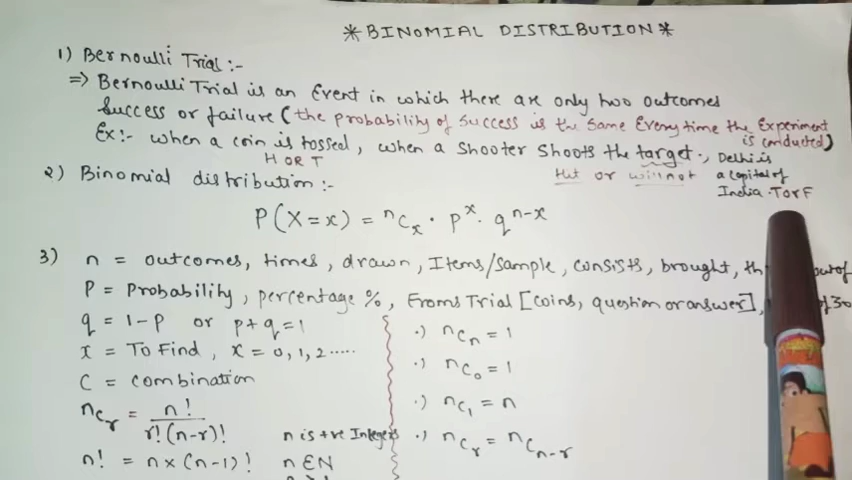 *BINOMIAL DISTRIBUTION*
1) Bernoulli Trial :-
⇒ Bernoulli Trial is an Event in which there are only two outcomes
Success or failure ( the probability of success is the same Every time the Experiment
is conducted)
Ex:- when a coin is tossed, when a shooter shoots the target., Delhi is
H OR T Hit or will not a capital of
India. T or F
2) Binomial distribution :-
P(X=x) = ⁿCₓ · pˣ · qⁿ⁻ˣ
3) n = outcomes, times, drawn, Items/sample, consists, brought, out of
P = Probability, percentage %, From Trial [coins, question or answer], of 30
q = 1-p or p+q=1
x = To Find, x = 0, 1, 2 .....
C = combination
nCr = n! / r!(n-r)!
n is +ve Integers
n! = n×(n-1)! n∈N
·) nCn = 1
·) nC0 = 1
·) nC1 = n
·) nCr = nCn-r